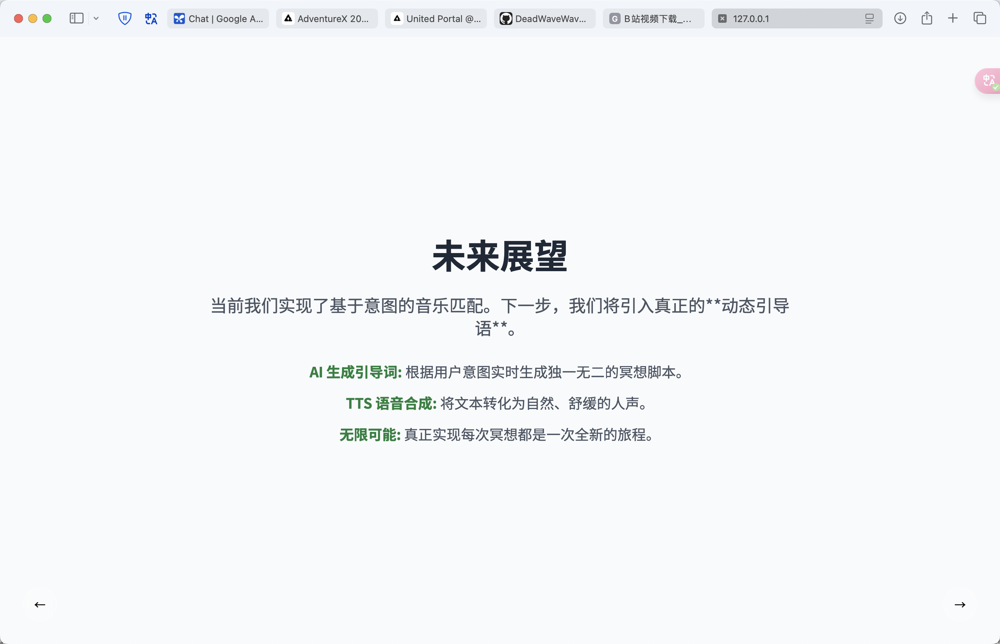 Chat | Google A...
AdventureX 20...
United Portal @...
DeadWaveWav...
G
B站视频下载_...
127.0.0.1
中A
未来展望
当前我们实现了基于意图的音乐匹配。下一步，我们将引入真正的**动态引导
语**。
AI 生成引导词: 根据用户意图实时生成独一无二的冥想脚本。
TTS 语音合成: 将文本转化为自然、舒缓的人声。
无限可能: 真正实现每次冥想都是一次全新的旅程。
←
→